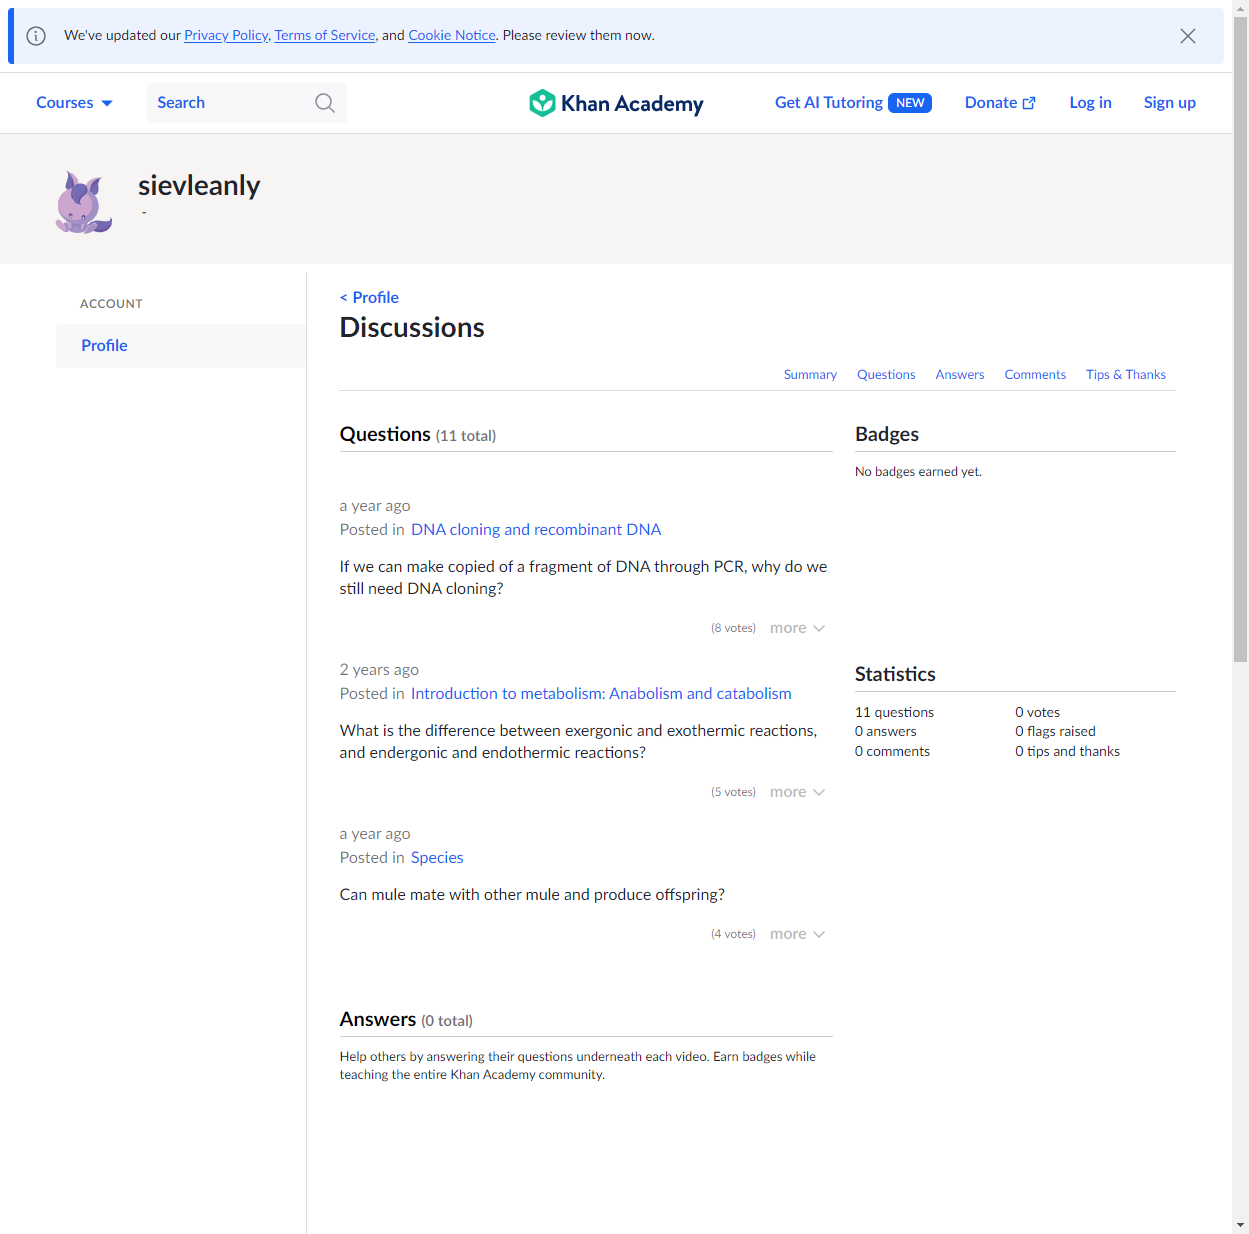 We've updated our Privacy Policy, Terms of Service, and Cookie Notice. Please review them now.
Courses
Search
Khan Academy
Get AI Tutoring NEW
Donate
Log in
Sign up
sievleanly
-
ACCOUNT
Profile
< Profile
Discussions
Summary
Questions
Answers
Comments
Tips & Thanks
Questions (11 total)
a year ago
Posted in DNA cloning and recombinant DNA
If we can make copied of a fragment of DNA through PCR, why do we
still need DNA cloning?
(8 votes) more
2 years ago
Posted in Introduction to metabolism: Anabolism and catabolism
What is the difference between exergonic and exothermic reactions,
and endergonic and endothermic reactions?
(5 votes) more
a year ago
Posted in Species
Can mule mate with other mule and produce offspring?
(4 votes) more
Answers (0 total)
Help others by answering their questions underneath each video. Earn badges while
teaching the entire Khan Academy community.
Badges
No badges earned yet.
Statistics
11 questions
0 votes
0 answers
0 flags raised
0 comments
0 tips and thanks